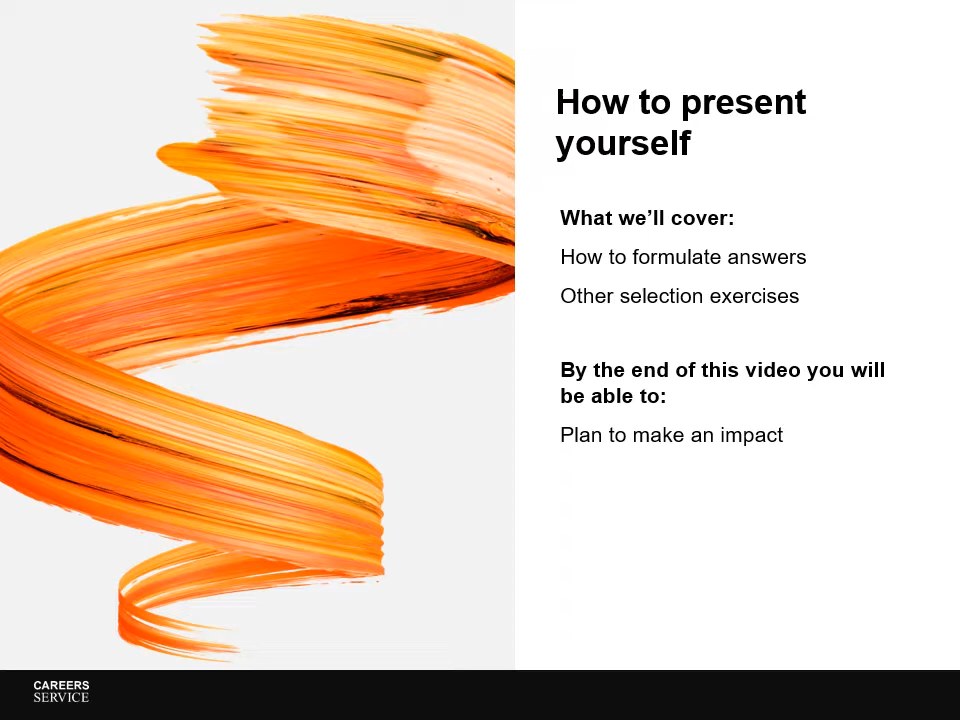 How to present
yourself
What we’ll cover:
How to formulate answers
Other selection exercises
By the end of this video you will
be able to:
Plan to make an impact
CAREERS
SERVICE